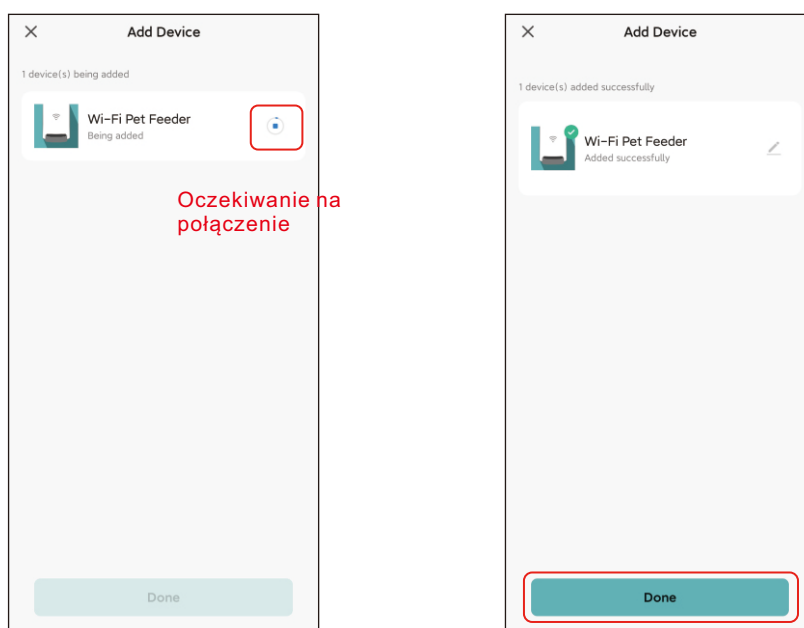 Add Device
1 device(s) being added
Wi-Fi Pet Feeder
Being added
Oczekiwanie na
połączenie
Done
Add Device
1 device(s) added successfully
Wi-Fi Pet Feeder
Added successfully
Done